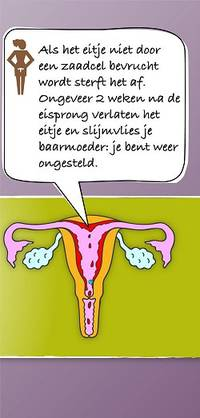 Als het eitje niet door
een zaadcel bevrucht
wordt sterft het af.
Ongeveer 2 weken na de
eisprong verlaten het
eitje en slijmvlies je
baarmoeder: je bent weer
ongesteld.